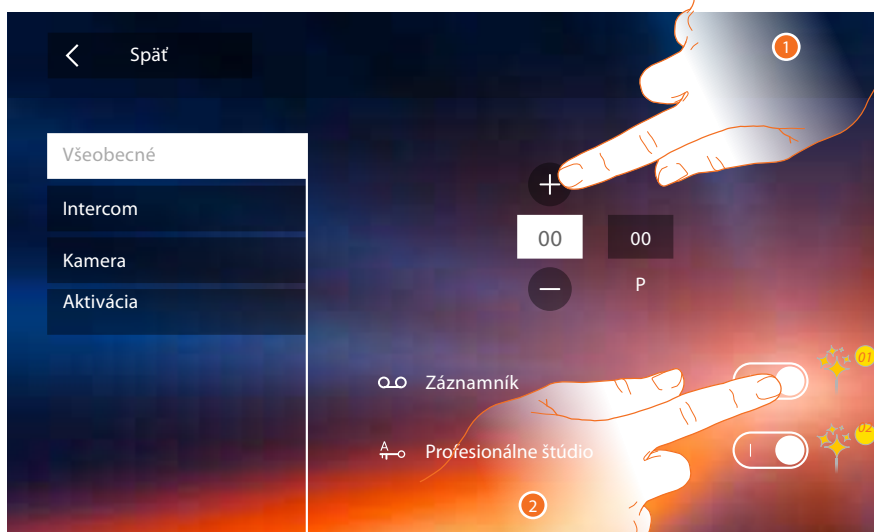 Späť
1
Všeobecné
Intercom
Kamera
Aktivácia
00 00
P
Záznamník
01
A
Profesionálne štúdio
02
2